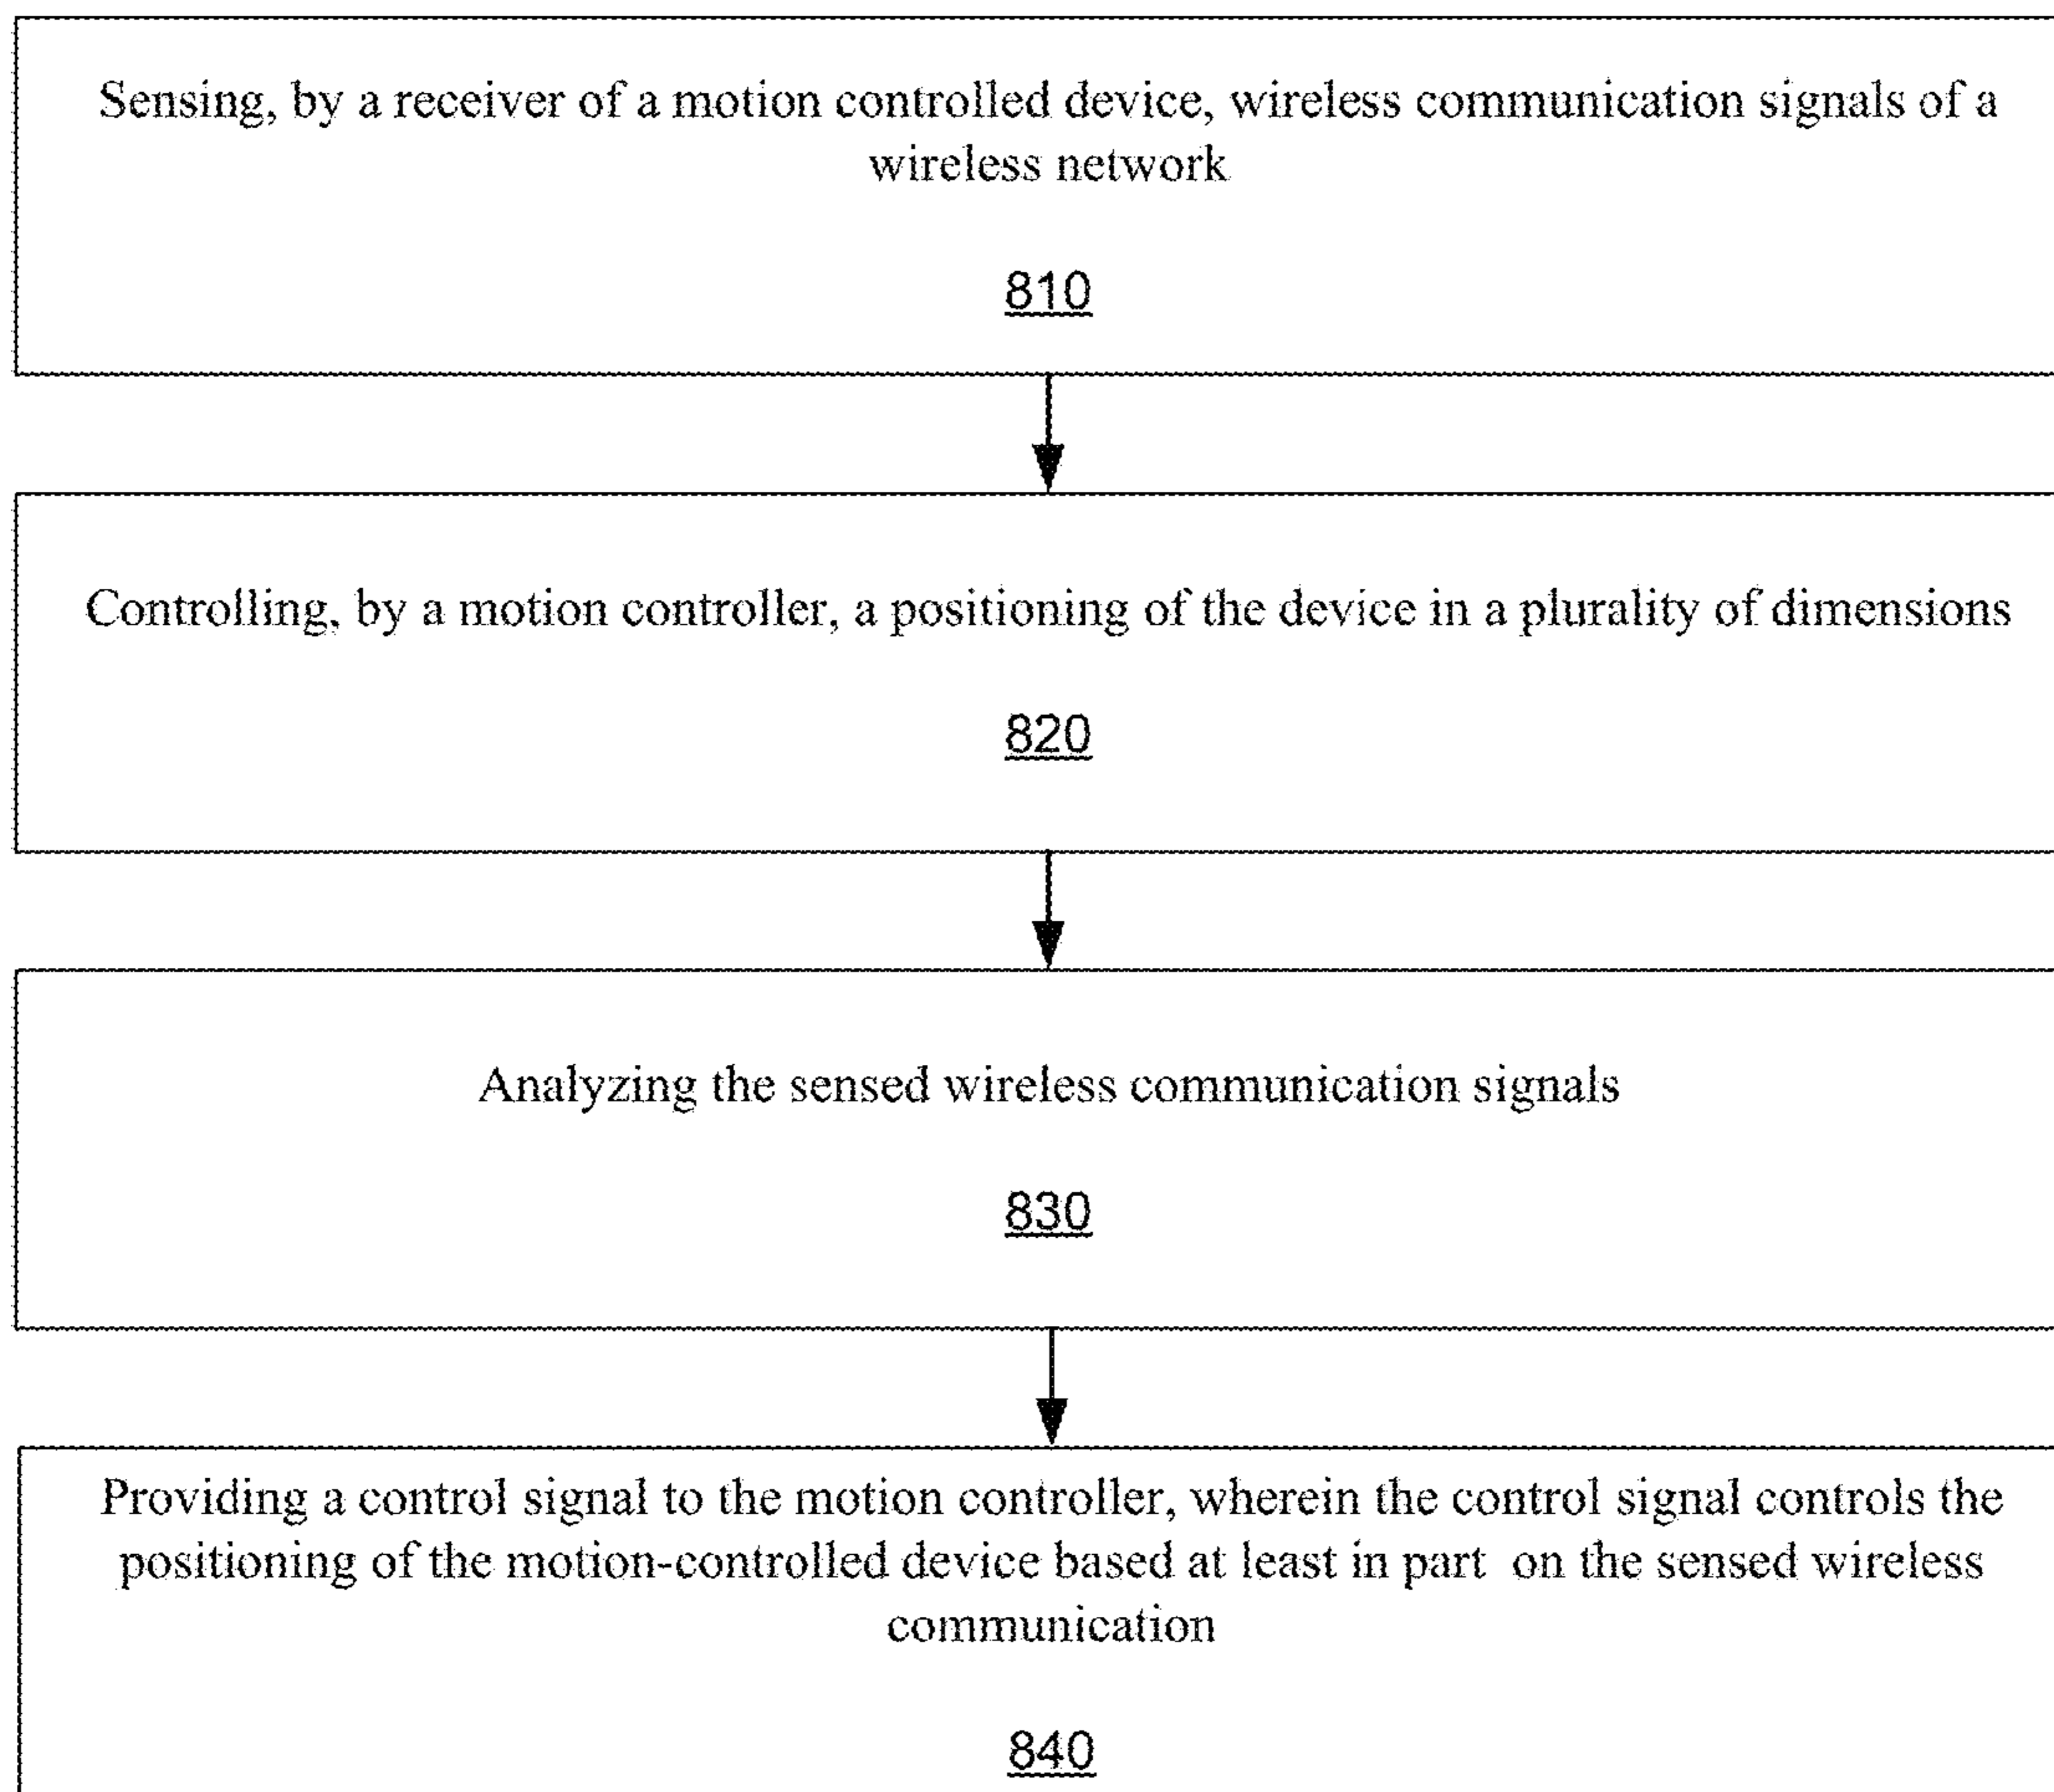 Sensing, by a receiver of a motion controlled device, wireless communication signals of a
wireless network
810
Controlling, by a motion controller, a positioning of the device in a plurality of dimensions
820
Analyzing the sensed wireless communication signals
830
Providing a control signal to the motion controller, wherein the control signal controls the
positioning of the motion-controlled device based at least in part on the sensed wireless
communication
840